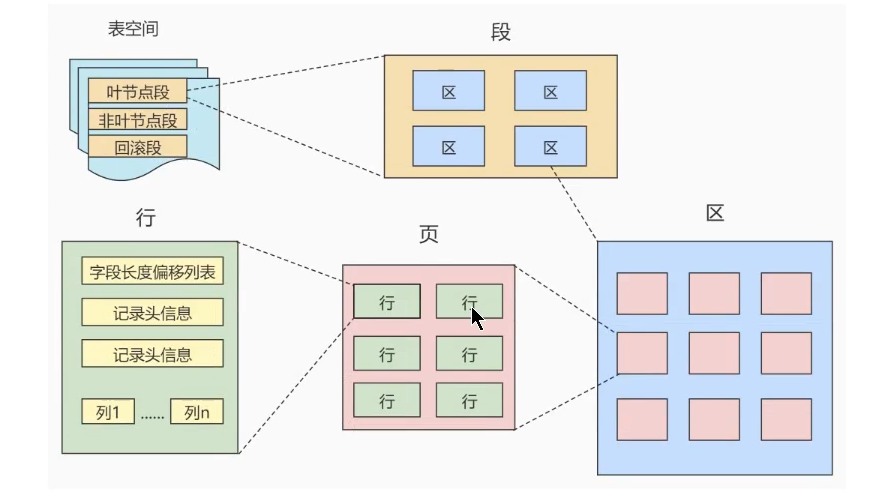 表空间
叶节点段
非叶节点段
回滚段
段
区 区
区 区
行
字段长度偏移列表
记录头信息
记录头信息
列1 ...... 列n
页
行 行
行 行
行 行
区